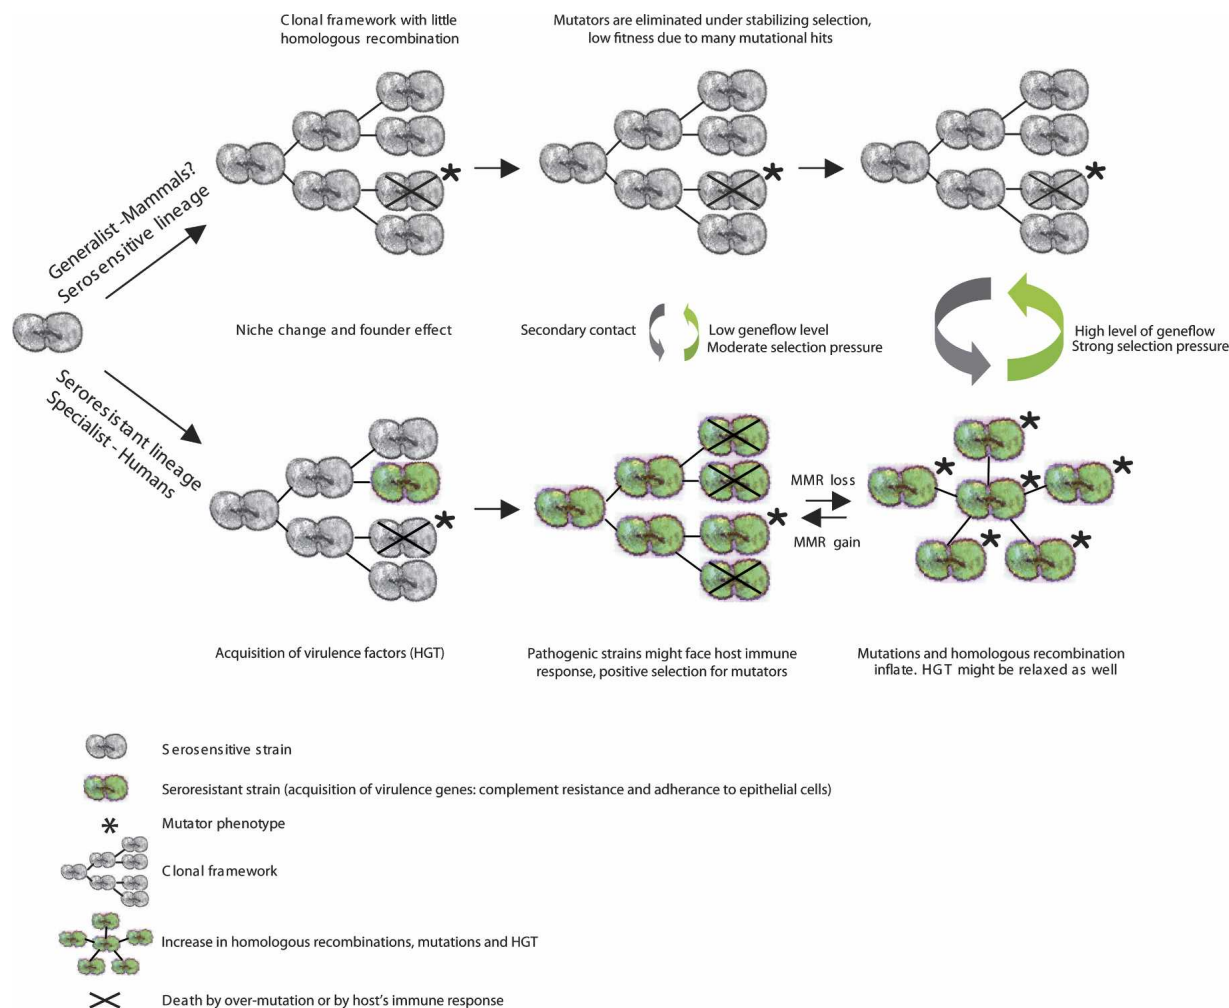 Clonal framework with little
homologous recombination
Mutators are eliminated under stabilizing selection,
low fitness due to many mutational hits
*
*
*
Generalist -Mammals?
Serosensitive lineage
Niche change and founder effect
Secondary contact
Low geneflow level
Moderate selection pressure
High level of geneflow
Strong selection pressure
Seroresistant lineage
Specialist - Humans
*
*
MMR loss
MMR gain
*
*
*
*
*
*
Acquisition of virulence factors (HGT)
Pathogenic strains might face host immune
response, positive selection for mutators
Mutations and homologous recombination
inflate. HGT might be relaxed as well
Serosensitive strain
Seroresistant strain (acquisition of virulence genes: complement resistance and adherance to epithelial cells)
* Mutator phenotype
Clonal framework
Increase in homologous recombinations, mutations and HGT
Death by over-mutation or by host's immune response